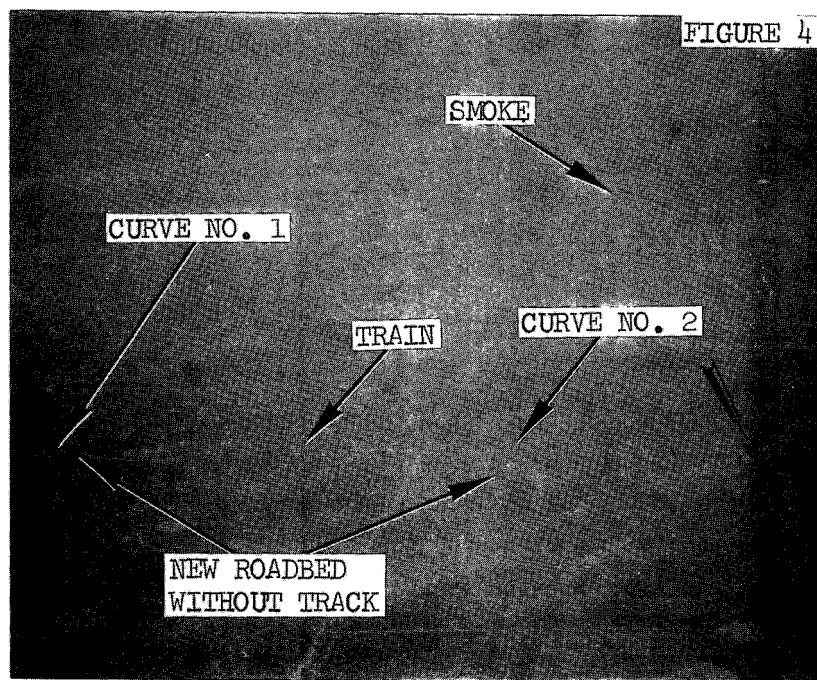 FIGURE 4
SMOKE
CURVE NO. 1
TRAIN
CURVE NO. 2
NEW ROADBED
WITHOUT TRACK